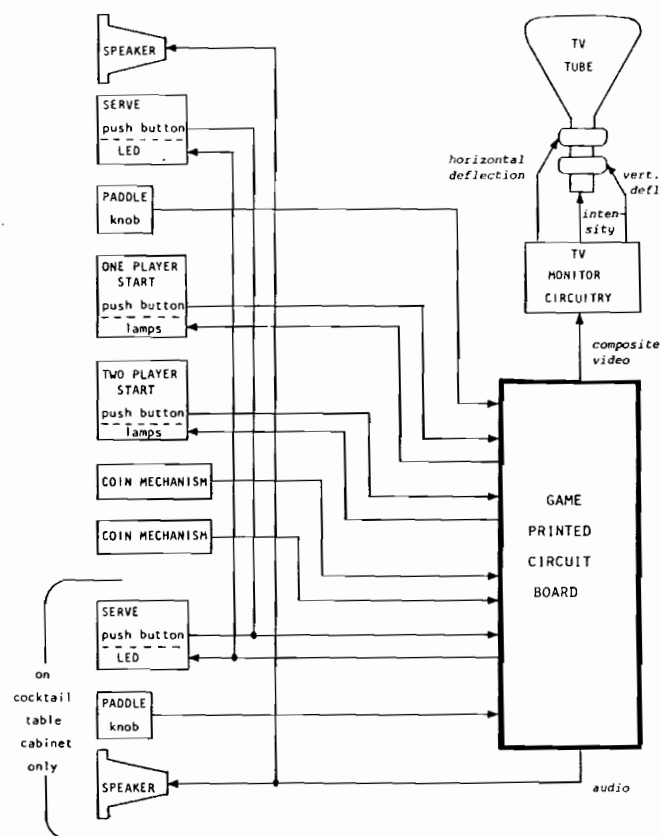 SPEAKER
SERVE
push button
LED
PADDLE
knob
ONE PLAYER
START
push button
lamps
TWO PLAYER
START
push button
lamps
COIN MECHANISM
COIN MECHANISM
on
cocktail
table
cabinet
only
SERVE
push button
LED
PADDLE
knob
SPEAKER
TV
TUBE
horizontal
deflection
vert.
defl
inten-
sity
TV
MONITOR
CIRCUITRY
composite
video
GAME
PRINTED
CIRCUIT
BOARD
audio